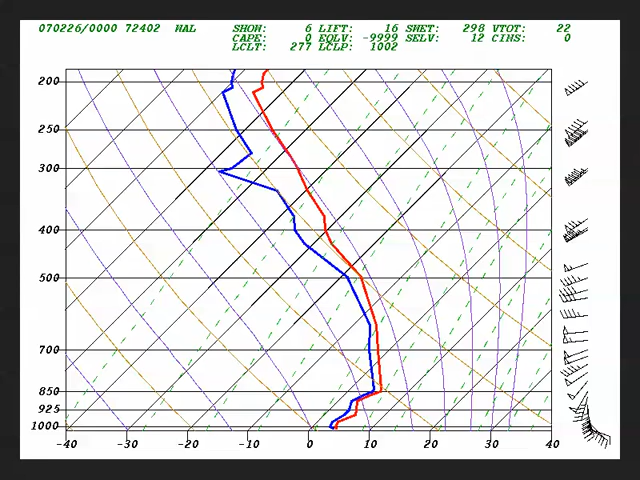 070226/0000 72402 WAL SHOW: 6 LIFT: 16 SWET: 298 VTOT: 22
CAPE: 0 EQLV: -9999 SELV: 12 CINS: 0
LCLT: 277 LCLP: 1002
200
250
300
400
500
700
850
925
1000
-40 -30 -20 -10 0 10 20 30 40